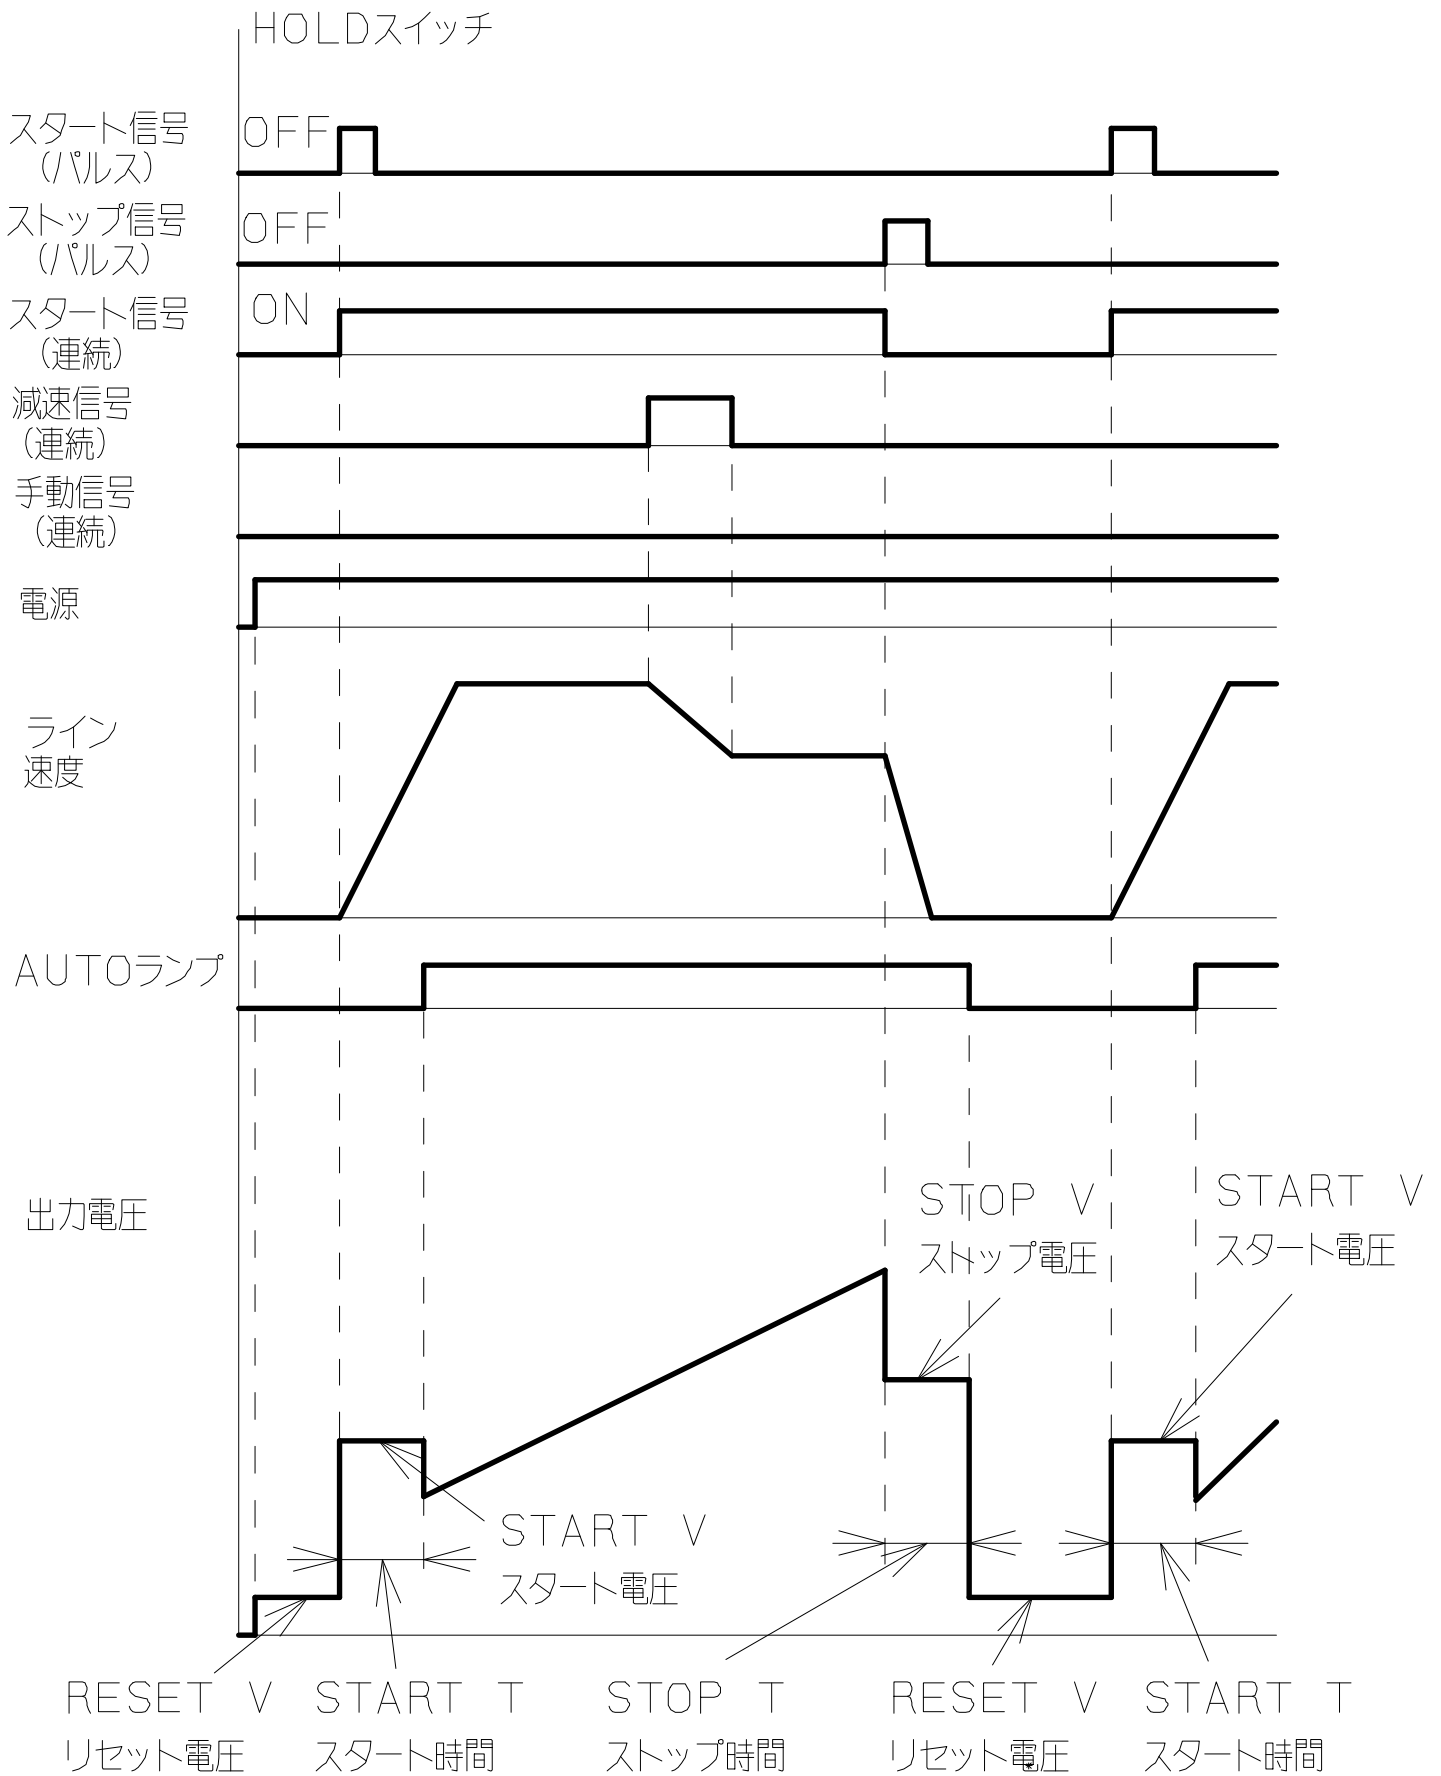 HOLDスイッチ
スタート信号 OFF
(パルス)
ストップ信号 OFF
(パルス)
スタート信号 ON
(連続)
減速信号
(連続)
手動信号
(連続)
電源
ライン
速度
AUTOランプ
出力電圧
STOP V
ストップ電圧
START V
スタート電圧
START V
スタート電圧
RESET V
リセット電圧
START T
スタート時間
STOP T
ストップ時間
RESET V
リセット電圧
START T
スタート時間